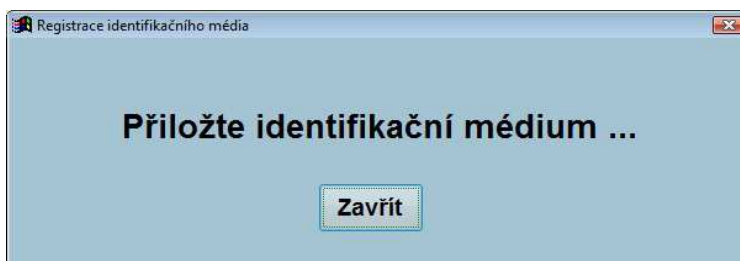 Registrace identifikačního média
Přiložte identifikační médium ...
Zavřít